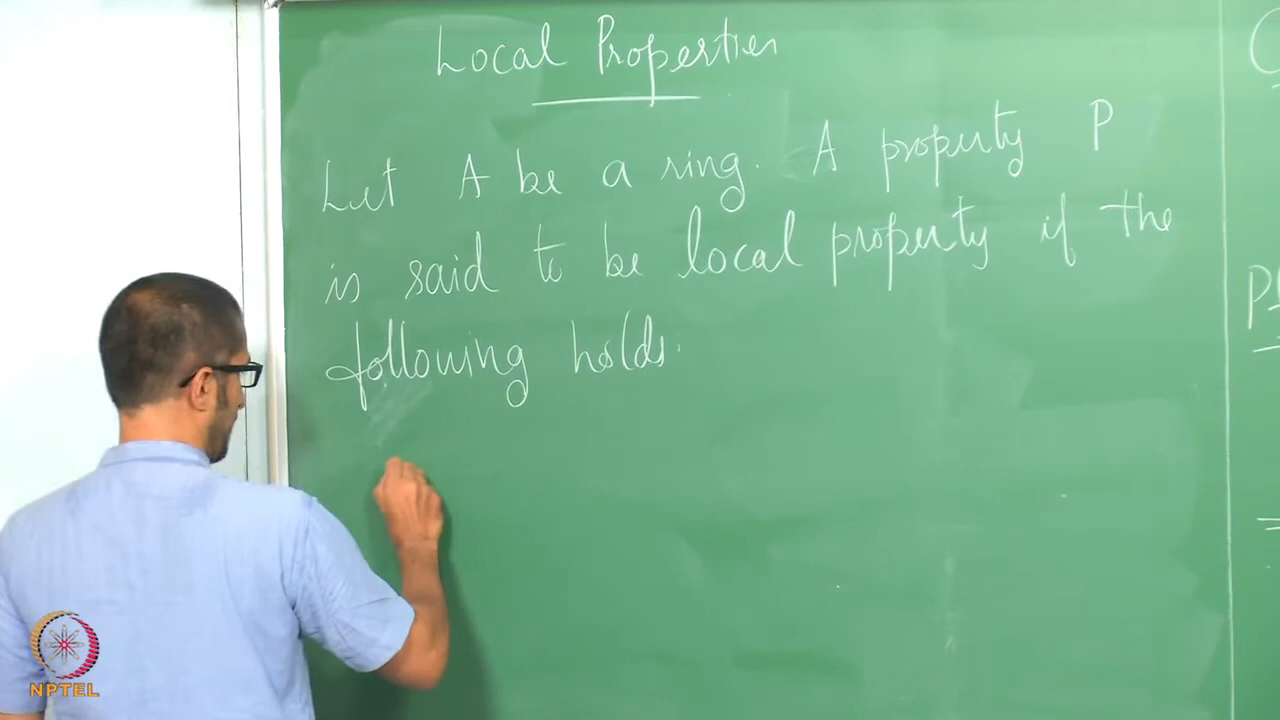 Local Properties
Let A be a ring. A property P
is said to be local property if the
following holds.
NPTEL